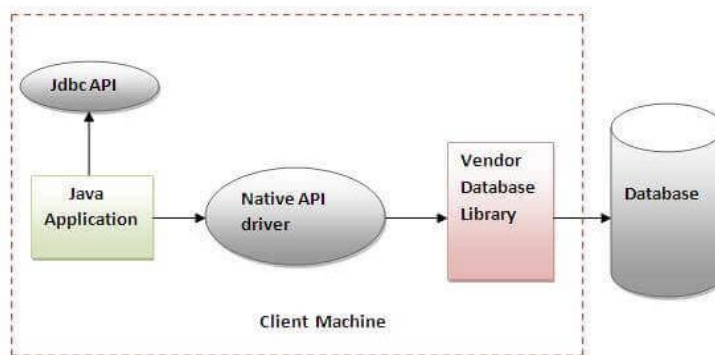 Jdbc API
Java
Application
Native API
driver
Vendor
Database
Library
Database
Client Machine